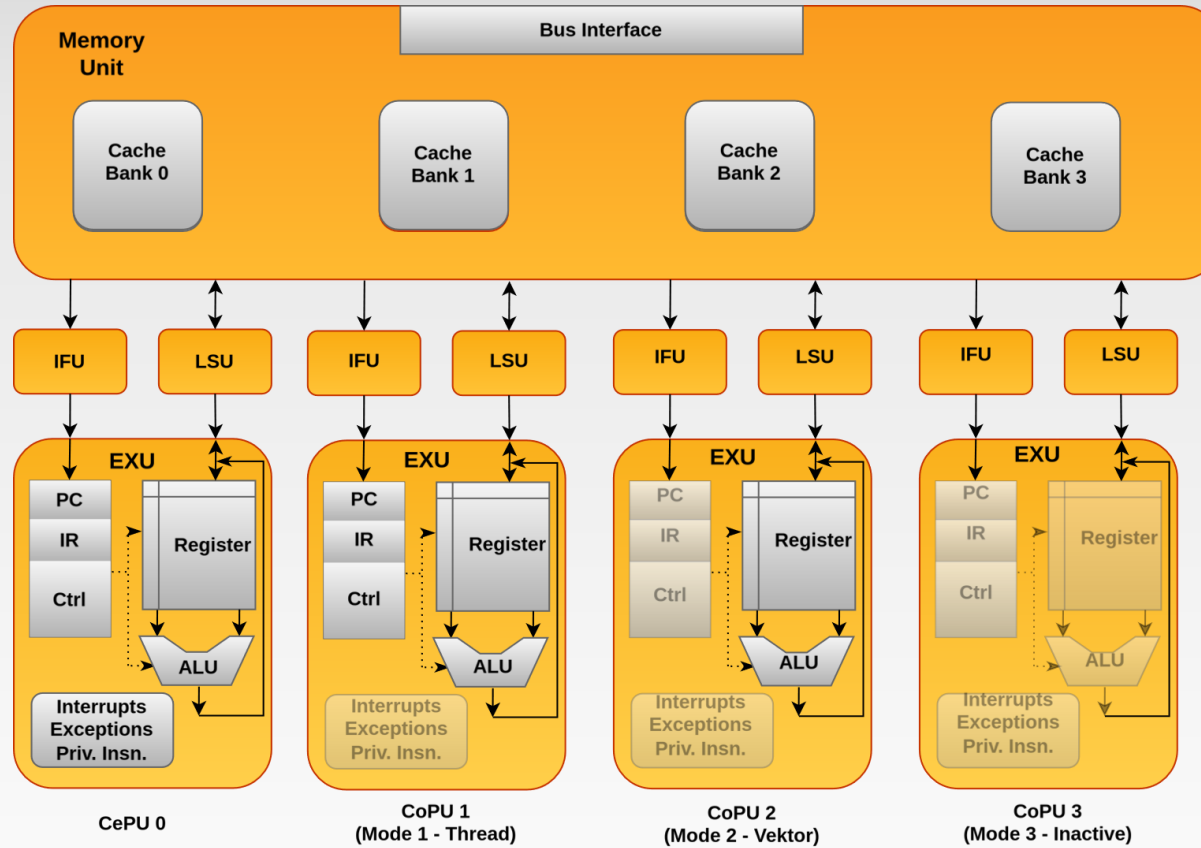 Bus Interface
Memory
Unit
Cache
Bank 0
Cache
Bank 1
Cache
Bank 2
Cache
Bank 3
IFU
LSU
IFU
LSU
IFU
LSU
IFU
LSU
EXU
PC
IR
Ctrl
Register
ALU
Interrupts
Exceptions
Priv. Insn.
EXU
PC
IR
Ctrl
Register
ALU
Interrupts
Exceptions
Priv. Insn.
EXU
PC
IR
Ctrl
Register
ALU
Interrupts
Exceptions
Priv. Insn.
EXU
PC
IR
Ctrl
Register
ALU
Interrupts
Exceptions
Priv. Insn.
CePU 0
CoPU 1
(Mode 1 - Thread)
CoPU 2
(Mode 2 - Vektor)
CoPU 3
(Mode 3 - Inactive)